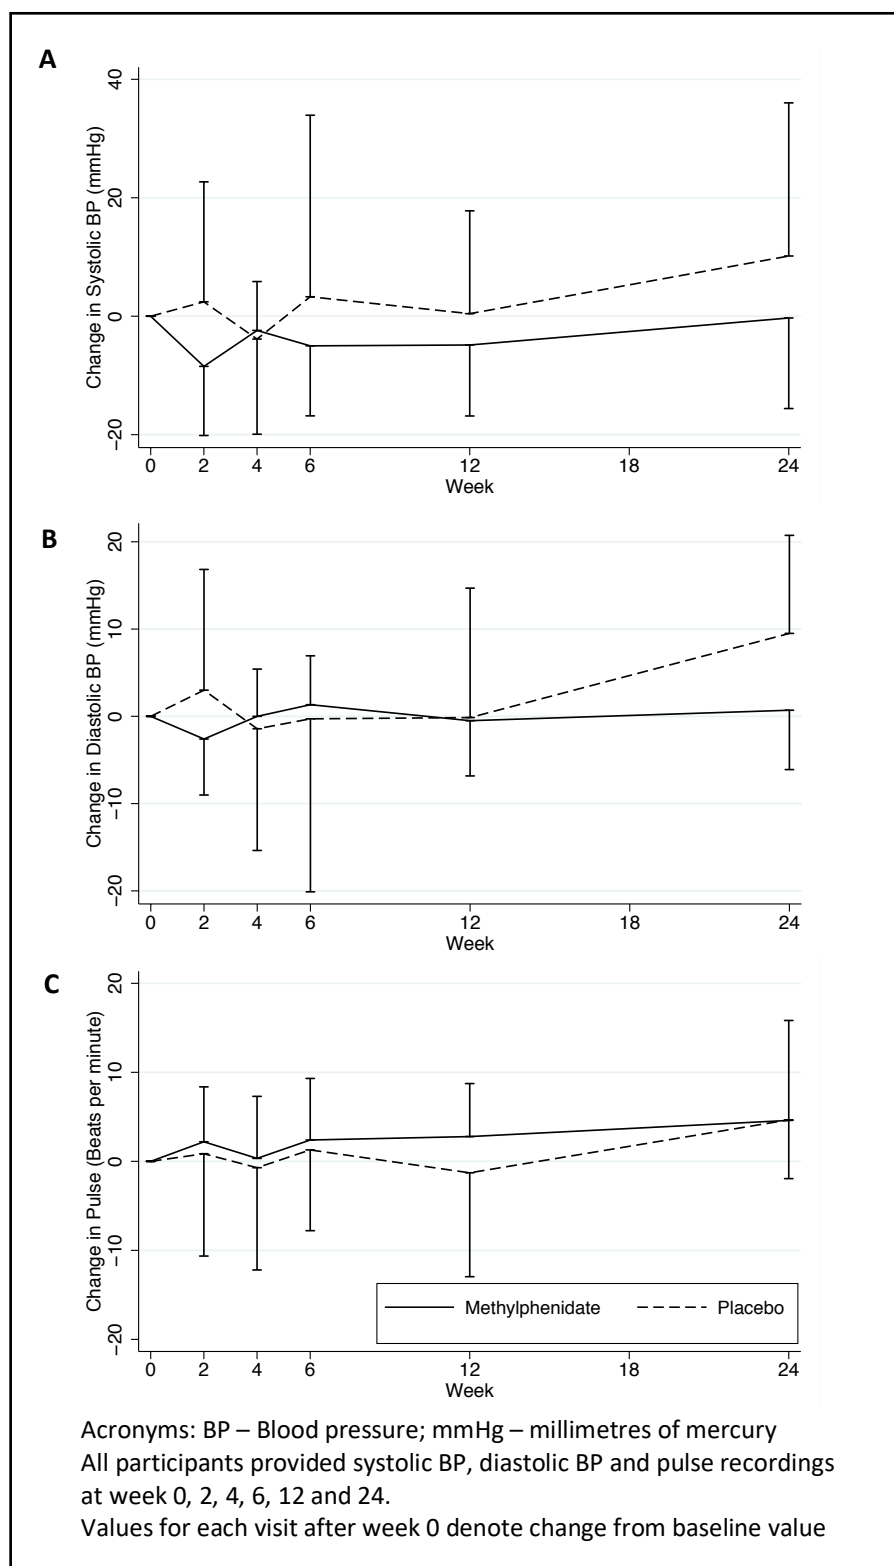 A
Change in Systolic BP (mmHg)
40
20
0
−20
0 2 4 6 12 18 24
Week
B
Change in Diastolic BP (mmHg)
20
10
0
−10
−20
0 2 4 6 12 18 24
Week
C
Change in Pulse (Beats per minute)
20
10
0
−10
−20
Methylphenidate Placebo
0 2 4 6 12 18 24
Week
Acronyms: BP – Blood pressure; mmHg – millimetres of mercury
All participants provided systolic BP, diastolic BP and pulse recordings
at week 0, 2, 4, 6, 12 and 24.
Values for each visit after week 0 denote change from baseline value